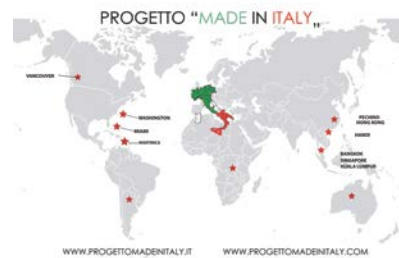 PROGETTO "MADE IN ITALY"
VANCOUVER
WASHINGTON
MIAMI
MARTINICA
PECHINO
HONG KONG
HANOI
BANGKOK
SINGAPORE
KUALA LUMPUR
WWW.PROGETTOMADEINITALY.IT
WWW.PROGETTOMADEINITALY.COM